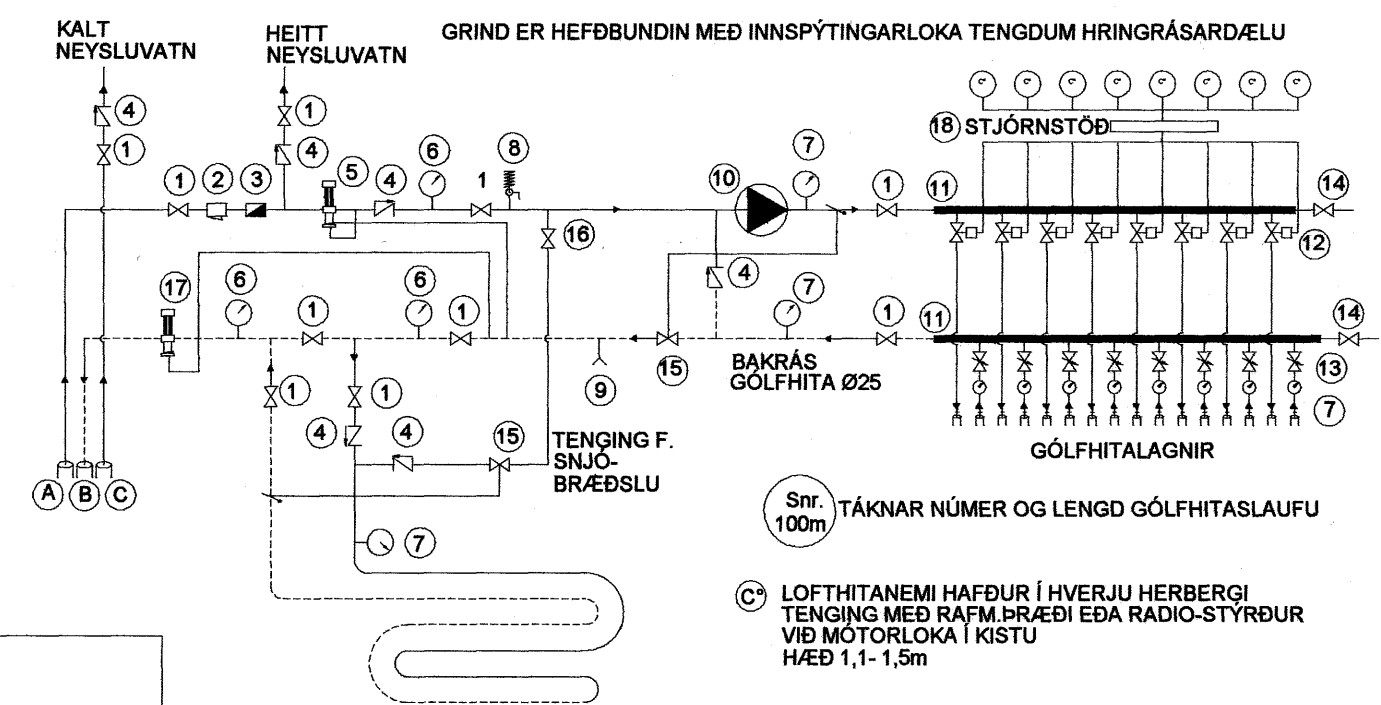 KALT
NEYSLUVATN
HEITT
NEYSLUVATN
GRIND ER HEFÐBUNDIN MEÐ INNSPÝTINGARLOKA TENGDUM HRINGRÁSARDÆLU
C C C C C C C C
18 STJÓRNSTÖÐ
4
1
1
4
1 2 3
5
4
6
1
8
16
10
7
1
11
14
12
4
17
6
1
6
1
9
15
7
1
11
14
13
7
BAKRÁS
GÓLFHITA Ø25
1
1
4
4
15
TENGING F.
SNJÓ-
BRÆÐSLU
A B C
7
GÓLFHITALAGNIR
Snr.
100m
TÁKNAR NÚMER OG LENGD GÓLFHITASLAUFU
C° LOFTHITANEMI HAFÐUR Í HVERJU HERBERGI
TENGING MEÐ RAFM.ÞRÆÐI EÐA RADIO-STÝRÐUR
VIÐ MÓTORLOKA Í KISTU
HÆÐ 1,1- 1,5m